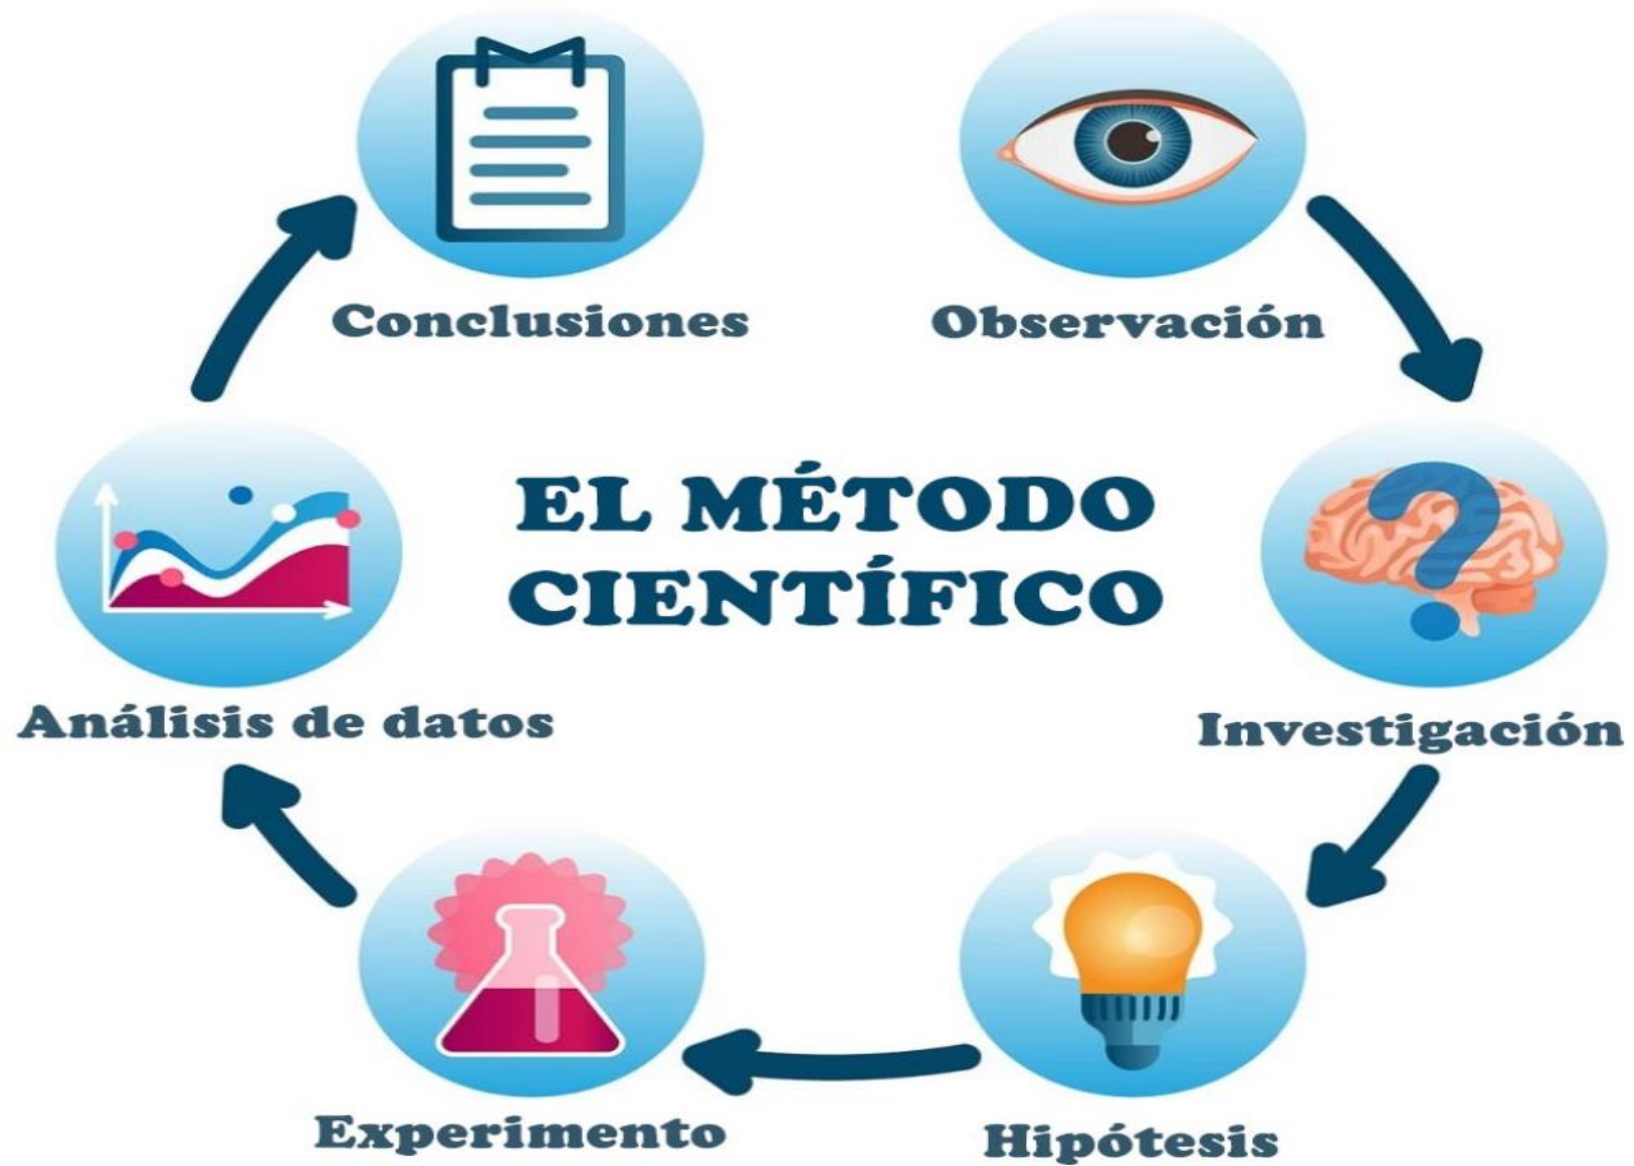 Conclusiones
Observación
EL MÉTODO
CIENTÍFICO
Análisis de datos
Investigación
Experimento
Hipótesis